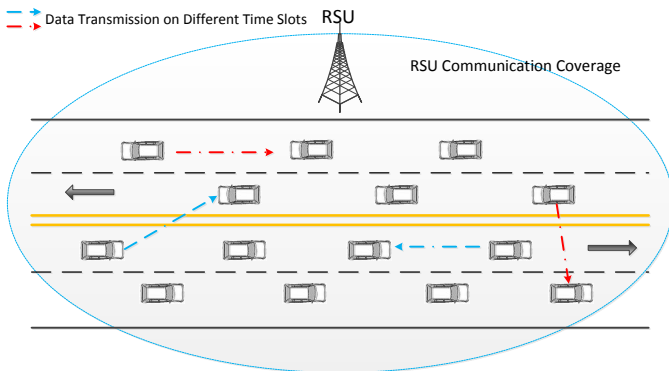 Data Transmission on Different Time Slots
RSU
RSU Communication Coverage